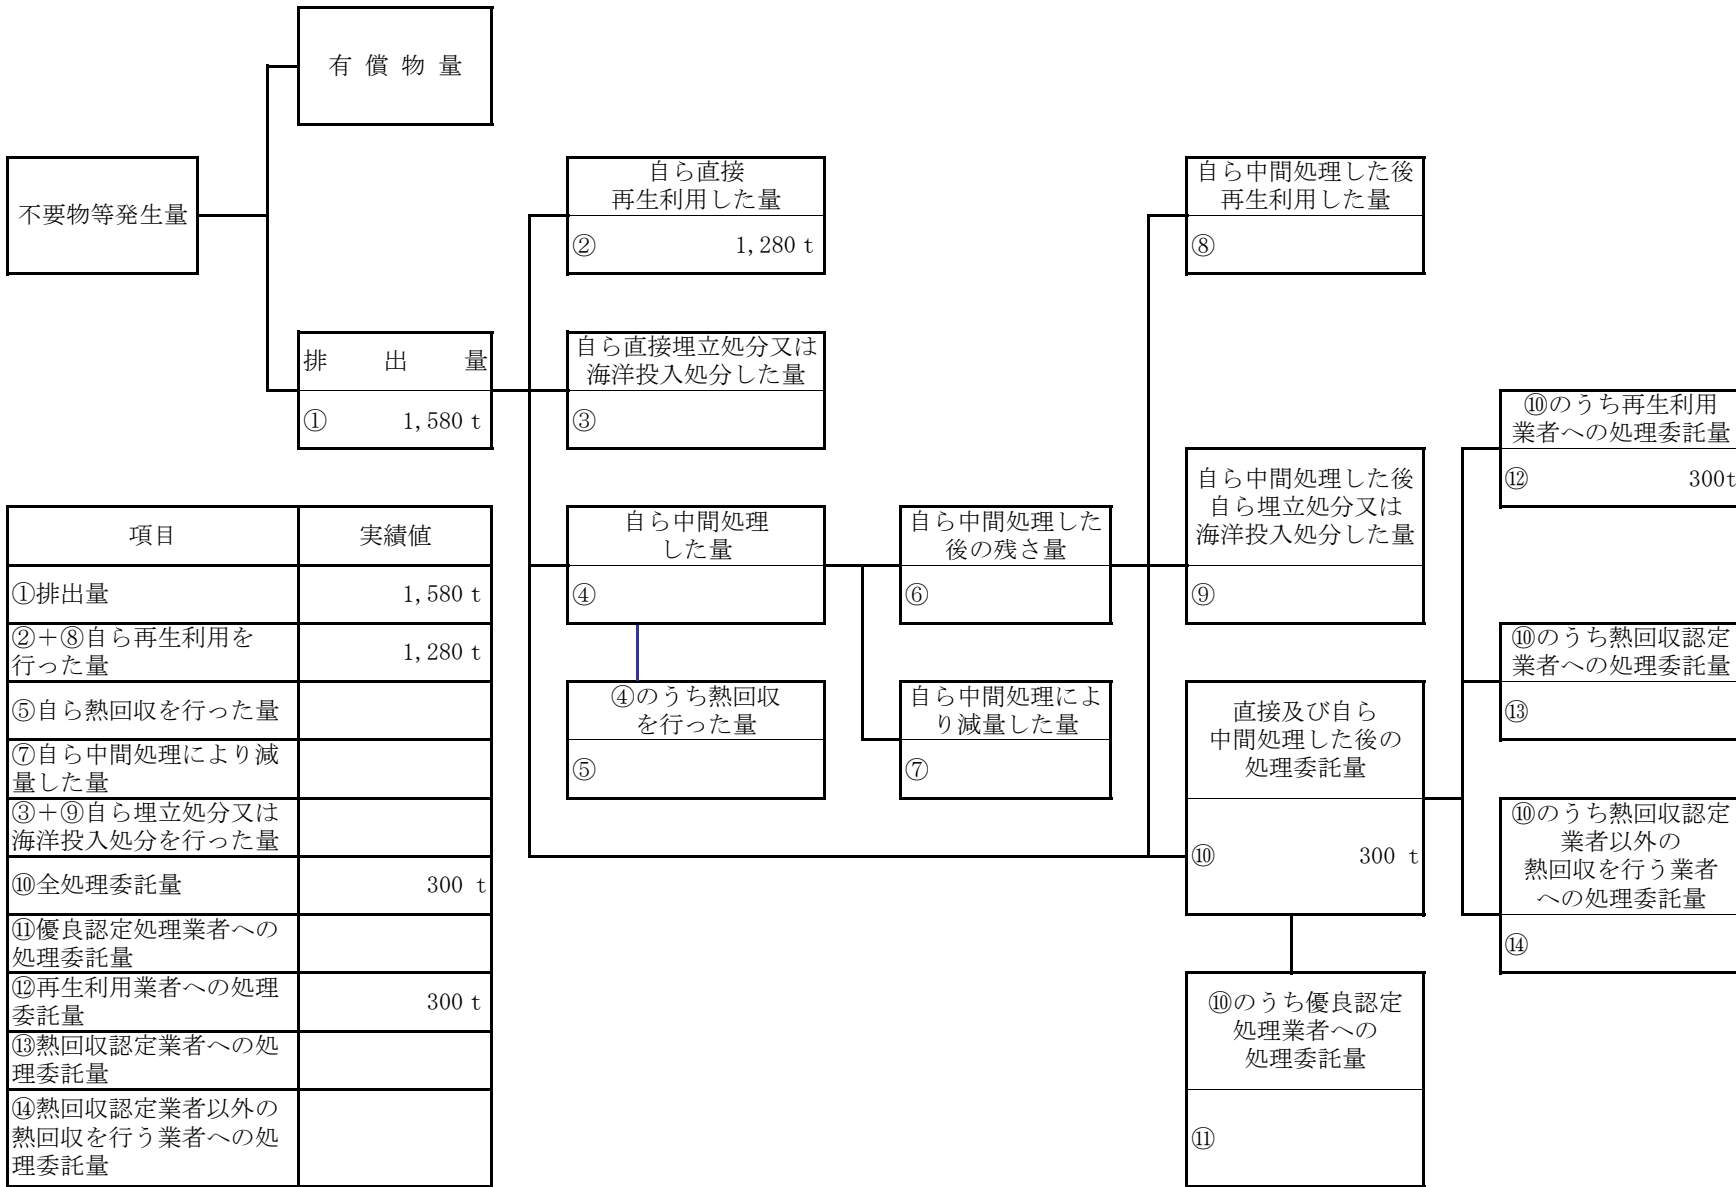 有 償 物 量
不要物等発生量
自ら直接
再生利用した量
② 1,280 t
自ら中間処理した後
再生利用した量
⑧
排 出 量
① 1,580 t
自ら直接埋立処分又は
海洋投入処分した量
③
⑩のうち再生利用
業者への処理委託量
⑫ 300t
自ら中間処理した後
自ら埋立処分又は
海洋投入処分した量
⑨
自ら中間処理
した量
④
自ら中間処理した
後の残さ量
⑥
④のうち熱回収
を行った量
⑤
自ら中間処理によ
り減量した量
⑦
直接及び自ら
中間処理した後の
処理委託量
⑩ 300 t
⑩のうち熱回収認定
業者への処理委託量
⑬
⑩のうち熱回収認定
業者以外の
熱回収を行う業者
への処理委託量
⑭
⑩のうち優良認定
処理業者への
処理委託量
⑪
項目 実績値
①排出量 1,580 t
②+⑧自ら再生利用を
行った量 1,280 t
⑤自ら熱回収を行った量
⑦自ら中間処理により減
量した量
③+⑨自ら埋立処分又は
海洋投入処分を行った量
⑩全処理委託量 300 t
⑪優良認定処理業者への
処理委託量
⑫再生利用業者への処理
委託量 300 t
⑬熱回収認定業者への処
理委託量
⑭熱回収認定業者以外の
熱回収を行う業者への処
理委託量